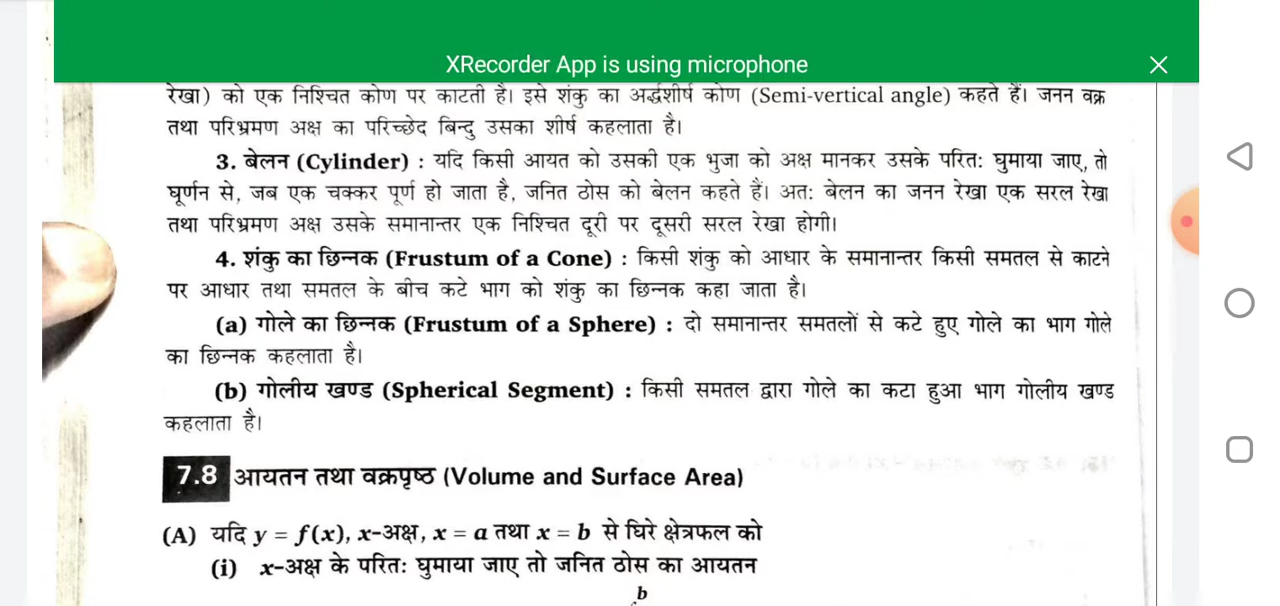 XRecorder App is using microphone
रेखा) को एक निश्चित कोण पर काटती है। इसे शंकु का अर्द्धशीर्ष कोण (Semi-vertical angle) कहते हैं। जनन वक्र
तथा परिभ्रमण अक्ष का परिच्छेद बिन्दु उसका शीर्ष कहलाता है।
3. बेलन (Cylinder) : यदि किसी आयत को उसकी एक भुजा को अक्ष मानकर उसके परित: घुमाया जाए, तो
घूर्णन से, जब एक चक्कर पूर्ण हो जाता है, जनित ठोस को बेलन कहते हैं। अत: बेलन का जनन रेखा एक सरल रेखा
तथा परिभ्रमण अक्ष उसके समानान्तर एक निश्चित दूरी पर दूसरी सरल रेखा होगी।
4. शंकु का छिन्नक (Frustum of a Cone) : किसी शंकु को आधार के समानान्तर किसी समतल से काटने
पर आधार तथा समतल के बीच कटे भाग को शंकु का छिन्नक कहा जाता है।
(a) गोले का छिन्नक (Frustum of a Sphere) : दो समानान्तर समतलों से कटे हुए गोले का भाग गोले
का छिन्नक कहलाता है।
(b) गोलीय खण्ड (Spherical Segment) : किसी समतल द्वारा गोले का कटा हुआ भाग गोलीय खण्ड
कहलाता है।
7.8 आयतन तथा वक्रपृष्ठ (Volume and Surface Area)
(A) यदि y = f(x), x-अक्ष, x = a तथा x = b से घिरे क्षेत्रफल को
(i) x-अक्ष के परित: घुमाया जाए तो जनित ठोस का आयतन
b